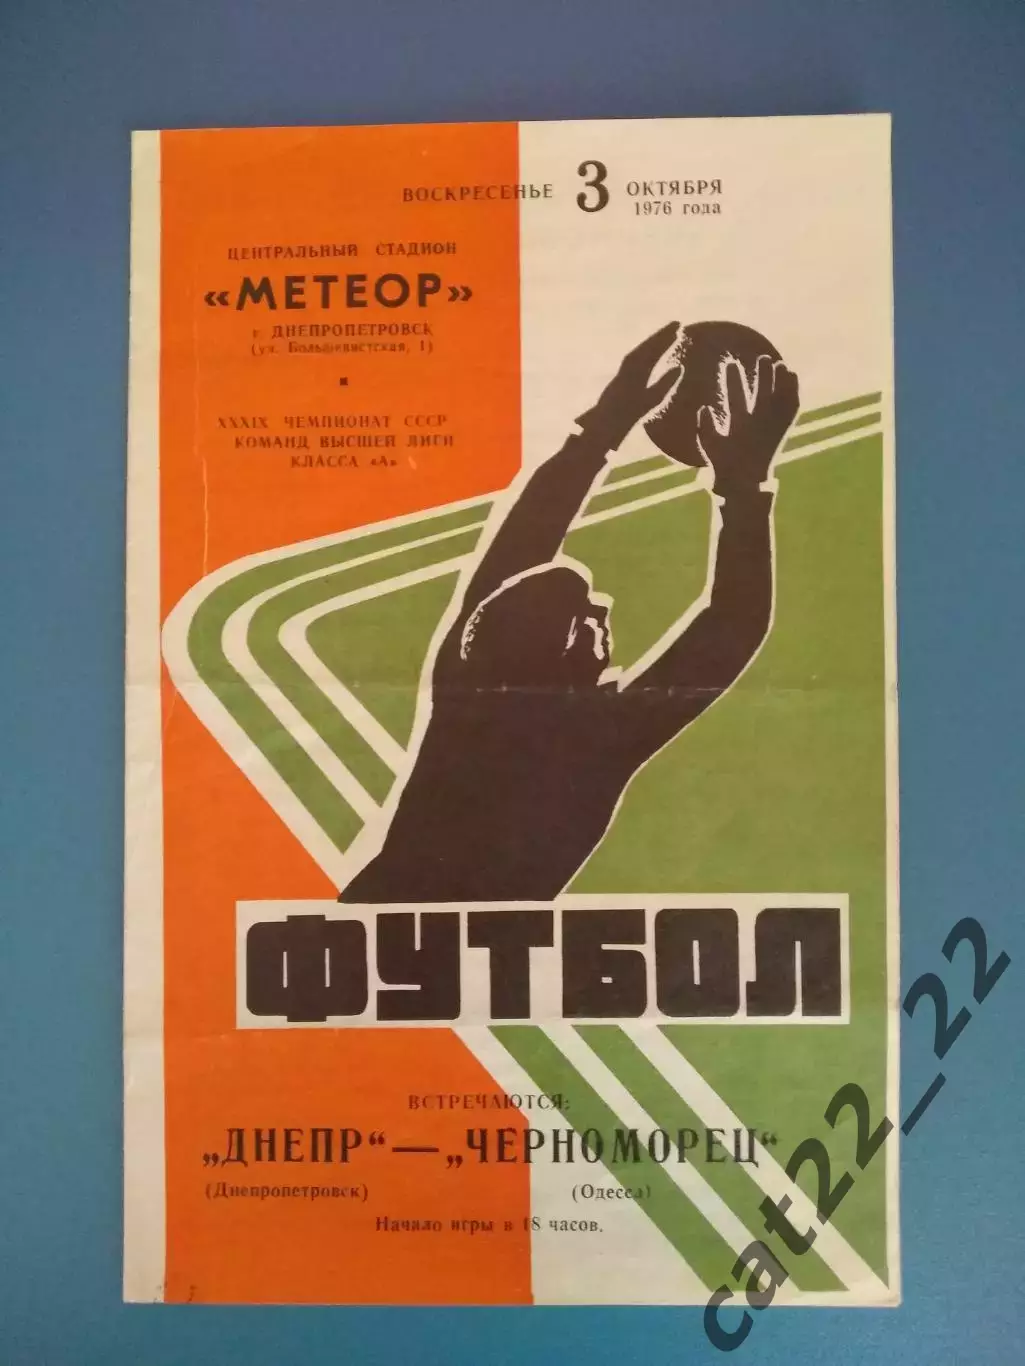 ВОСКРЕСЕНЬЕ 3 ОКТЯБРЯ
1976 года
ЦЕНТРАЛЬНЫЙ СТАДИОН
«МЕТЕОР»
г. ДНЕПРОПЕТРОВСК
(ул. Большевистская, 1)
XXXIX ЧЕМПИОНАТ СССР
КОМАНД ВЫСШЕЙ ЛИГИ
КЛАССА «А»
ФУТБОЛ
ВСТРЕЧАЮТСЯ:
„ДНЕПР“ — „ЧЕРНОМОРЕЦ“
(Днепропетровск) (Одесса)
Начало игры в 18 часов.
cat22_22